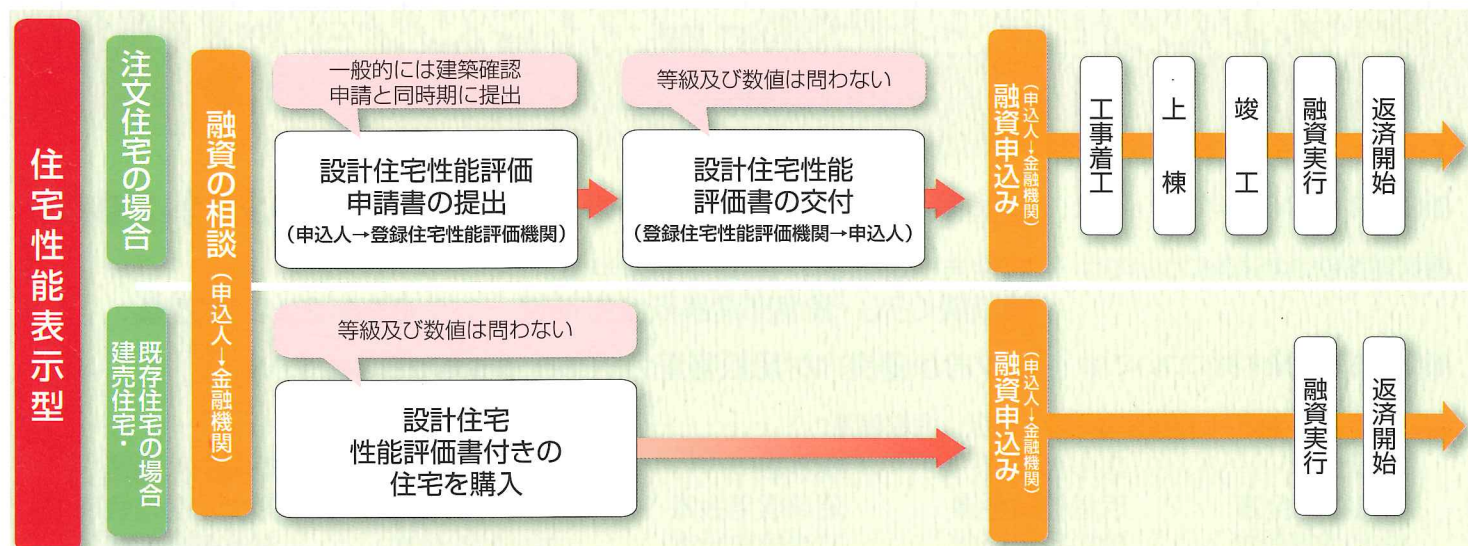 住宅性能表示型
注文住宅の場合
融資の相談(申込人→金融機関)
一般的には建築確認
申請と同時期に提出
設計住宅性能評価
申請書の提出
(申込人→登録住宅性能評価機関)
等級及び数値は問わない
設計住宅性能
評価書の交付
(登録住宅性能評価機関→申込人)
融資申込み
(申込人→金融機関)
工事着工
上棟
竣工
融資実行
返済開始
建売住宅・
既存住宅の場合
等級及び数値は問わない
設計住宅
性能評価書付きの
住宅を購入
融資申込み
(申込人→金融機関)
融資実行
返済開始